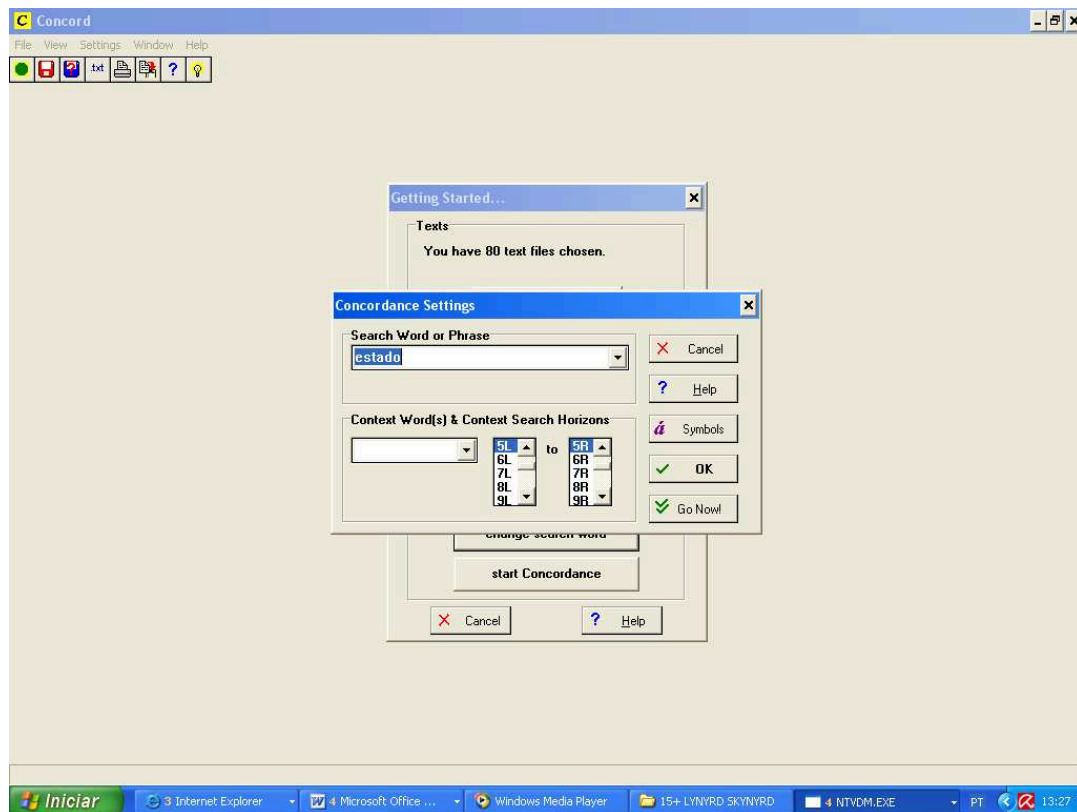 C Concord
File View Settings Window Help
.txt ?
Getting Started...
Texts
You have 80 text files chosen.
Concordance Settings
Search Word or Phrase
estado
Cancel
? Help
Context Word(s) & Context Search Horizons
á Symbols
5L to 5R
6L 6R
7L 7R
8L 8R
9L 9R
OK
Go Now!
change search word
start Concordance
Cancel ? Help
Iniciar 3 Internet Explorer 4 Microsoft Office ... Windows Media Player 15+ LYNYRD SKYNYRD 4 NTVDM.EXE PT 13:27